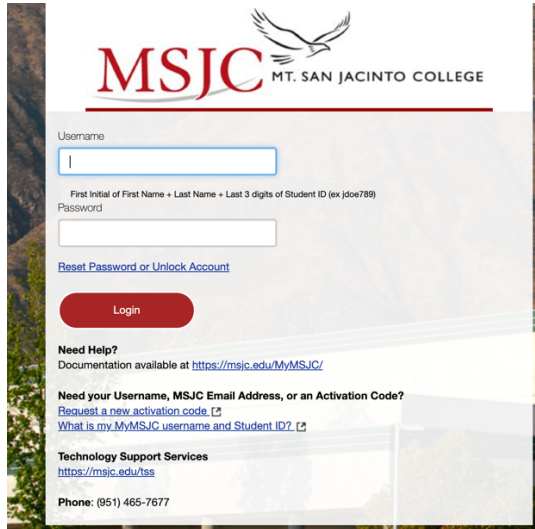 MSJC MT. SAN JACINTO COLLEGE
Username
First Initial of First Name + Last Name + Last 3 digits of Student ID (ex jdoe789)
Password
Reset Password or Unlock Account
Login
Need Help?
Documentation available at https://msjc.edu/MyMSJC/
Need your Username, MSJC Email Address, or an Activation Code?
Request a new activation code
What is my MyMSJC username and Student ID?
Technology Support Services
https://msjc.edu/tss
Phone: (951) 465-7677